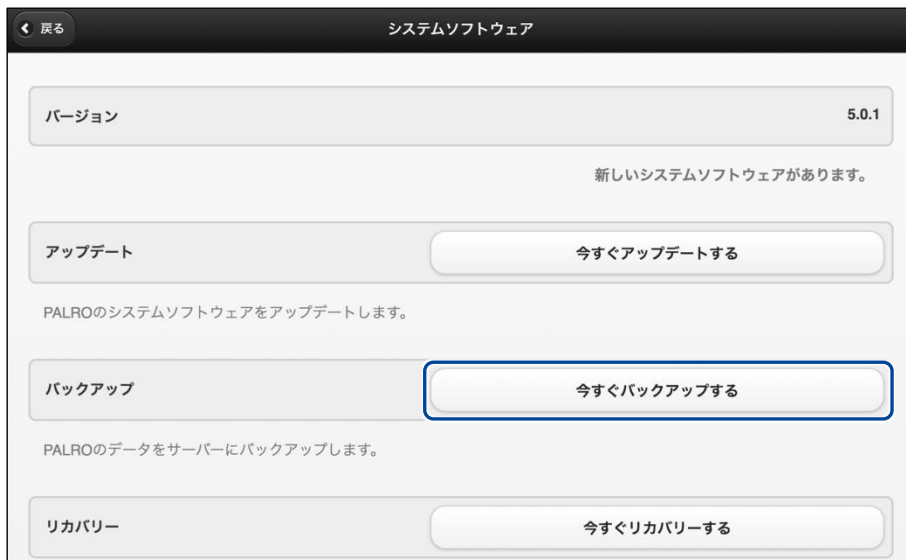 戻る
システムソフトウェア
バージョン 5.0.1
新しいシステムソフトウェアがあります。
アップデート 今すぐアップデートする
PALROのシステムソフトウェアをアップデートします。
バックアップ 今すぐバックアップする
PALROのデータをサーバーにバックアップします。
リカバリー 今すぐリカバリーする